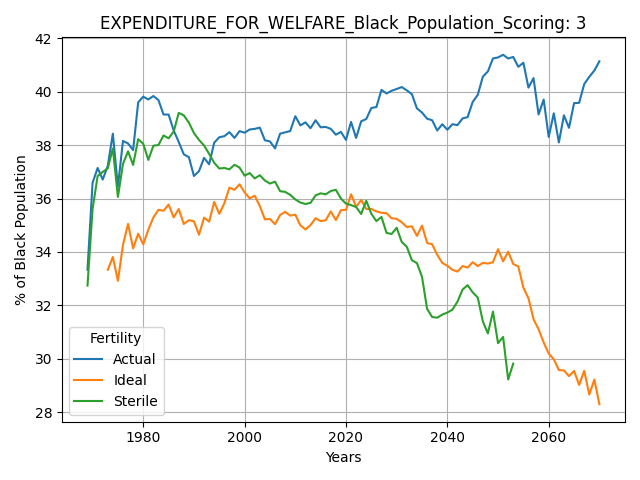 EXPENDITURE_FOR_WELFARE_Black_Population_Scoring: 3
% of Black Population
42
40
38
36
34
32
30
28
Fertility
Actual
Ideal
Sterile
1980 2000 2020 2040 2060
Years